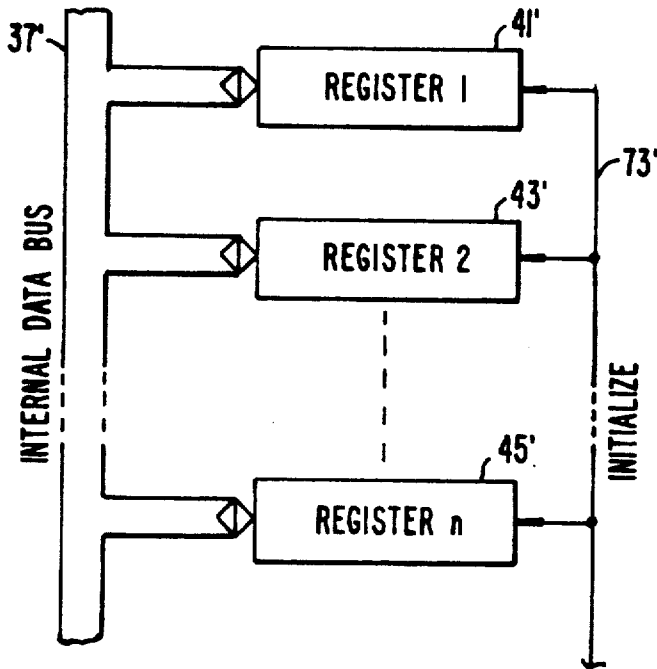 37'
41'
REGISTER 1
73'
43'
REGISTER 2
INTERNAL DATA BUS
INITIALIZE
45'
REGISTER n